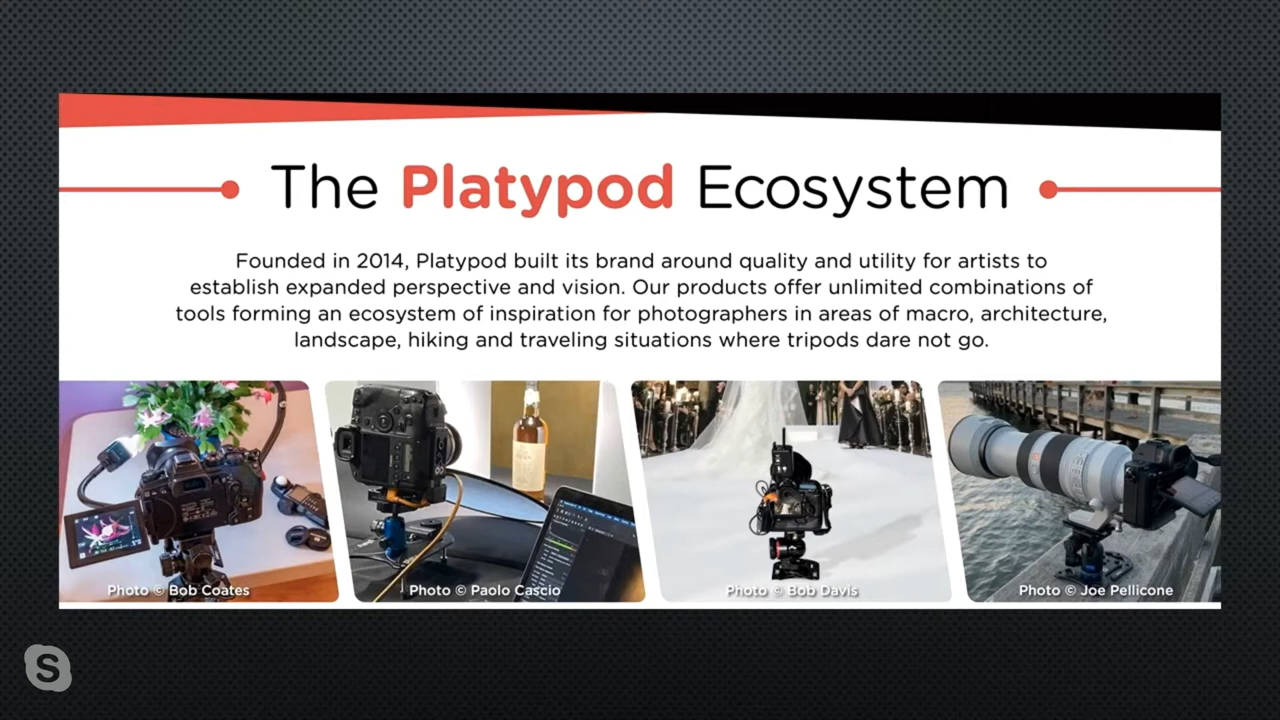 The Platypod Ecosystem
Founded in 2014, Platypod built its brand around quality and utility for artists to
establish expanded perspective and vision. Our products offer unlimited combinations of
tools forming an ecosystem of inspiration for photographers in areas of macro, architecture,
landscape, hiking and traveling situations where tripods dare not go.
Photo © Bob Coates
Photo © Paolo Cascio
Photo © Bob Davis
Photo © Joe Pellicone
S